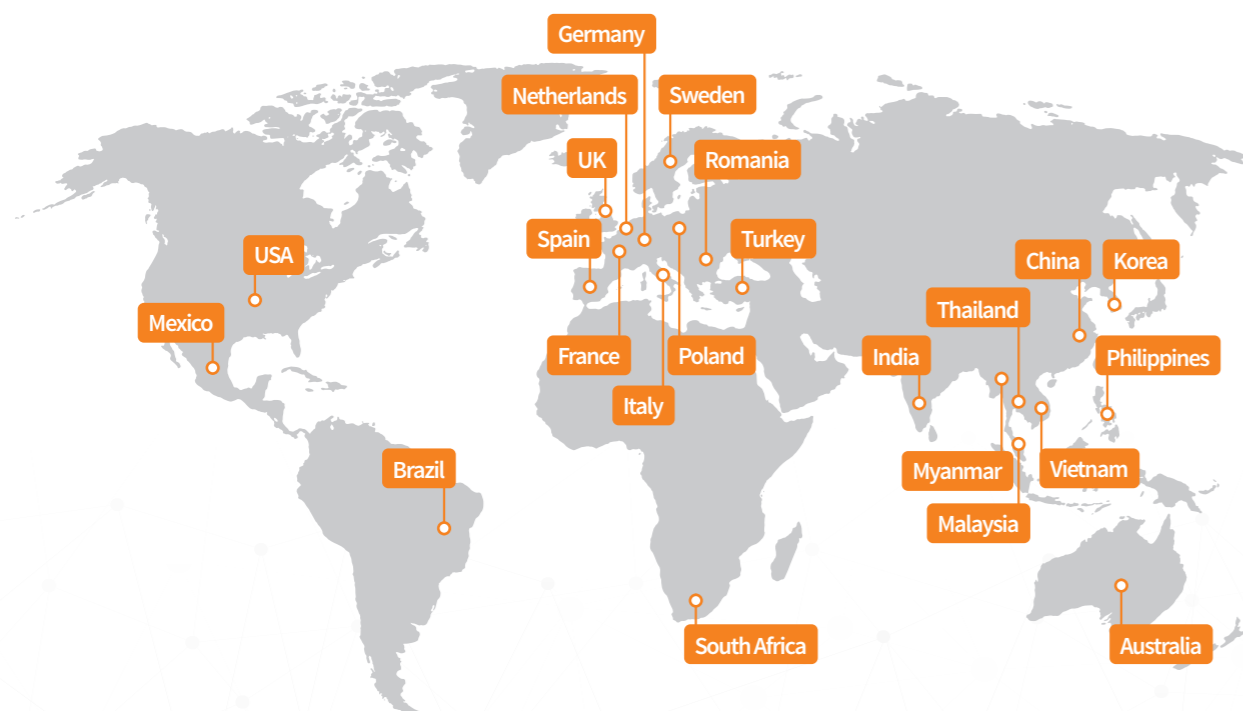 Germany
Netherlands
Sweden
UK
Romania
Spain
Turkey
USA
China
Korea
Mexico
Thailand
France
Poland
India
Philippines
Italy
Brazil
Myanmar
Vietnam
Malaysia
South Africa
Australia